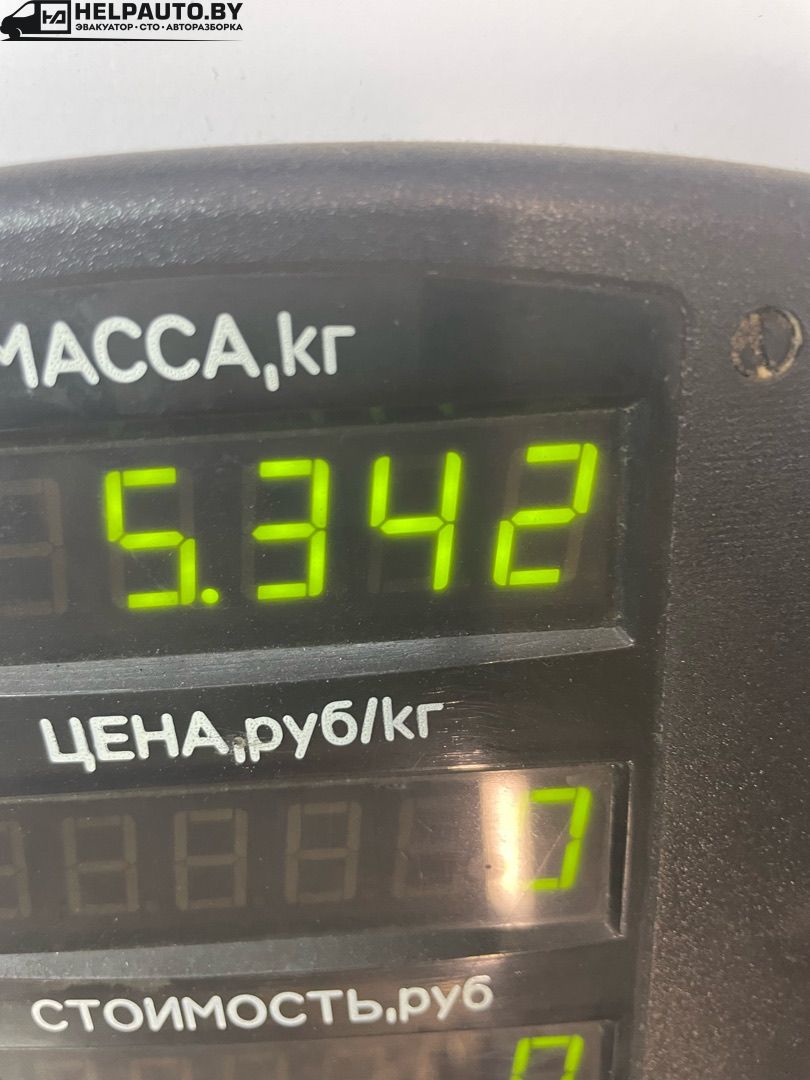 HELPAUTO.BY
ЭВАКУАТОР • СТО • АВТОРАЗБОРКА
МАССА,кг
5.342
ЦЕНА,руб/кг
0
СТОИМОСТЬ,руб
0